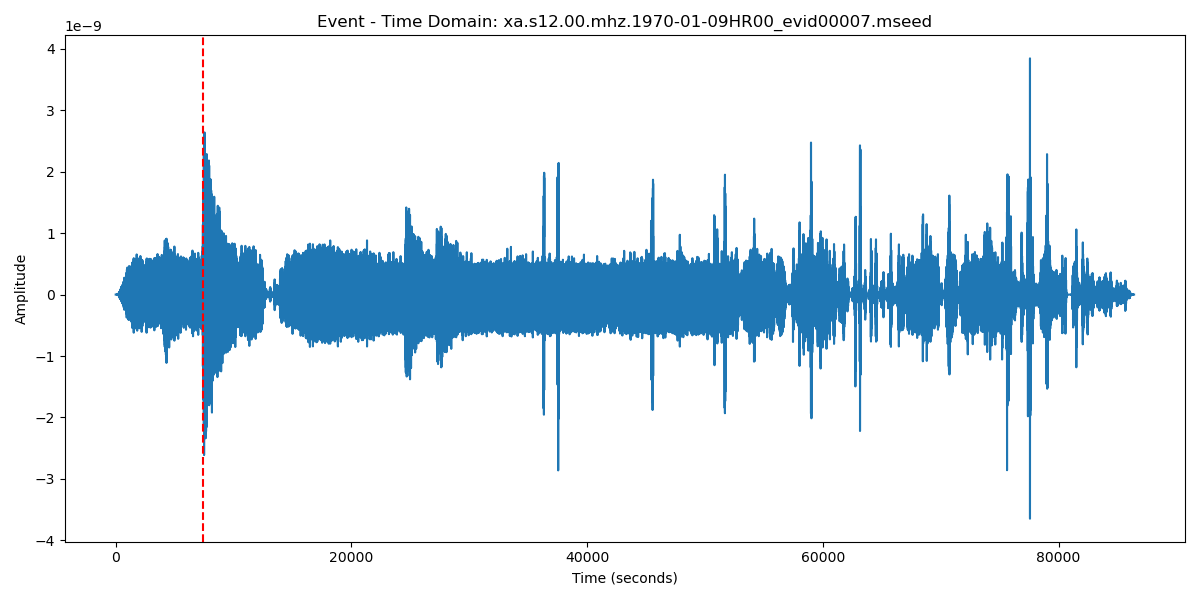 Event - Time Domain: xa.s12.00.mhz.1970-01-09HR00_evid00007.mseed
1e−9
4
3
2
1
0
−1
−2
−3
−4
Amplitude
0 20000 40000 60000 80000
Time (seconds)